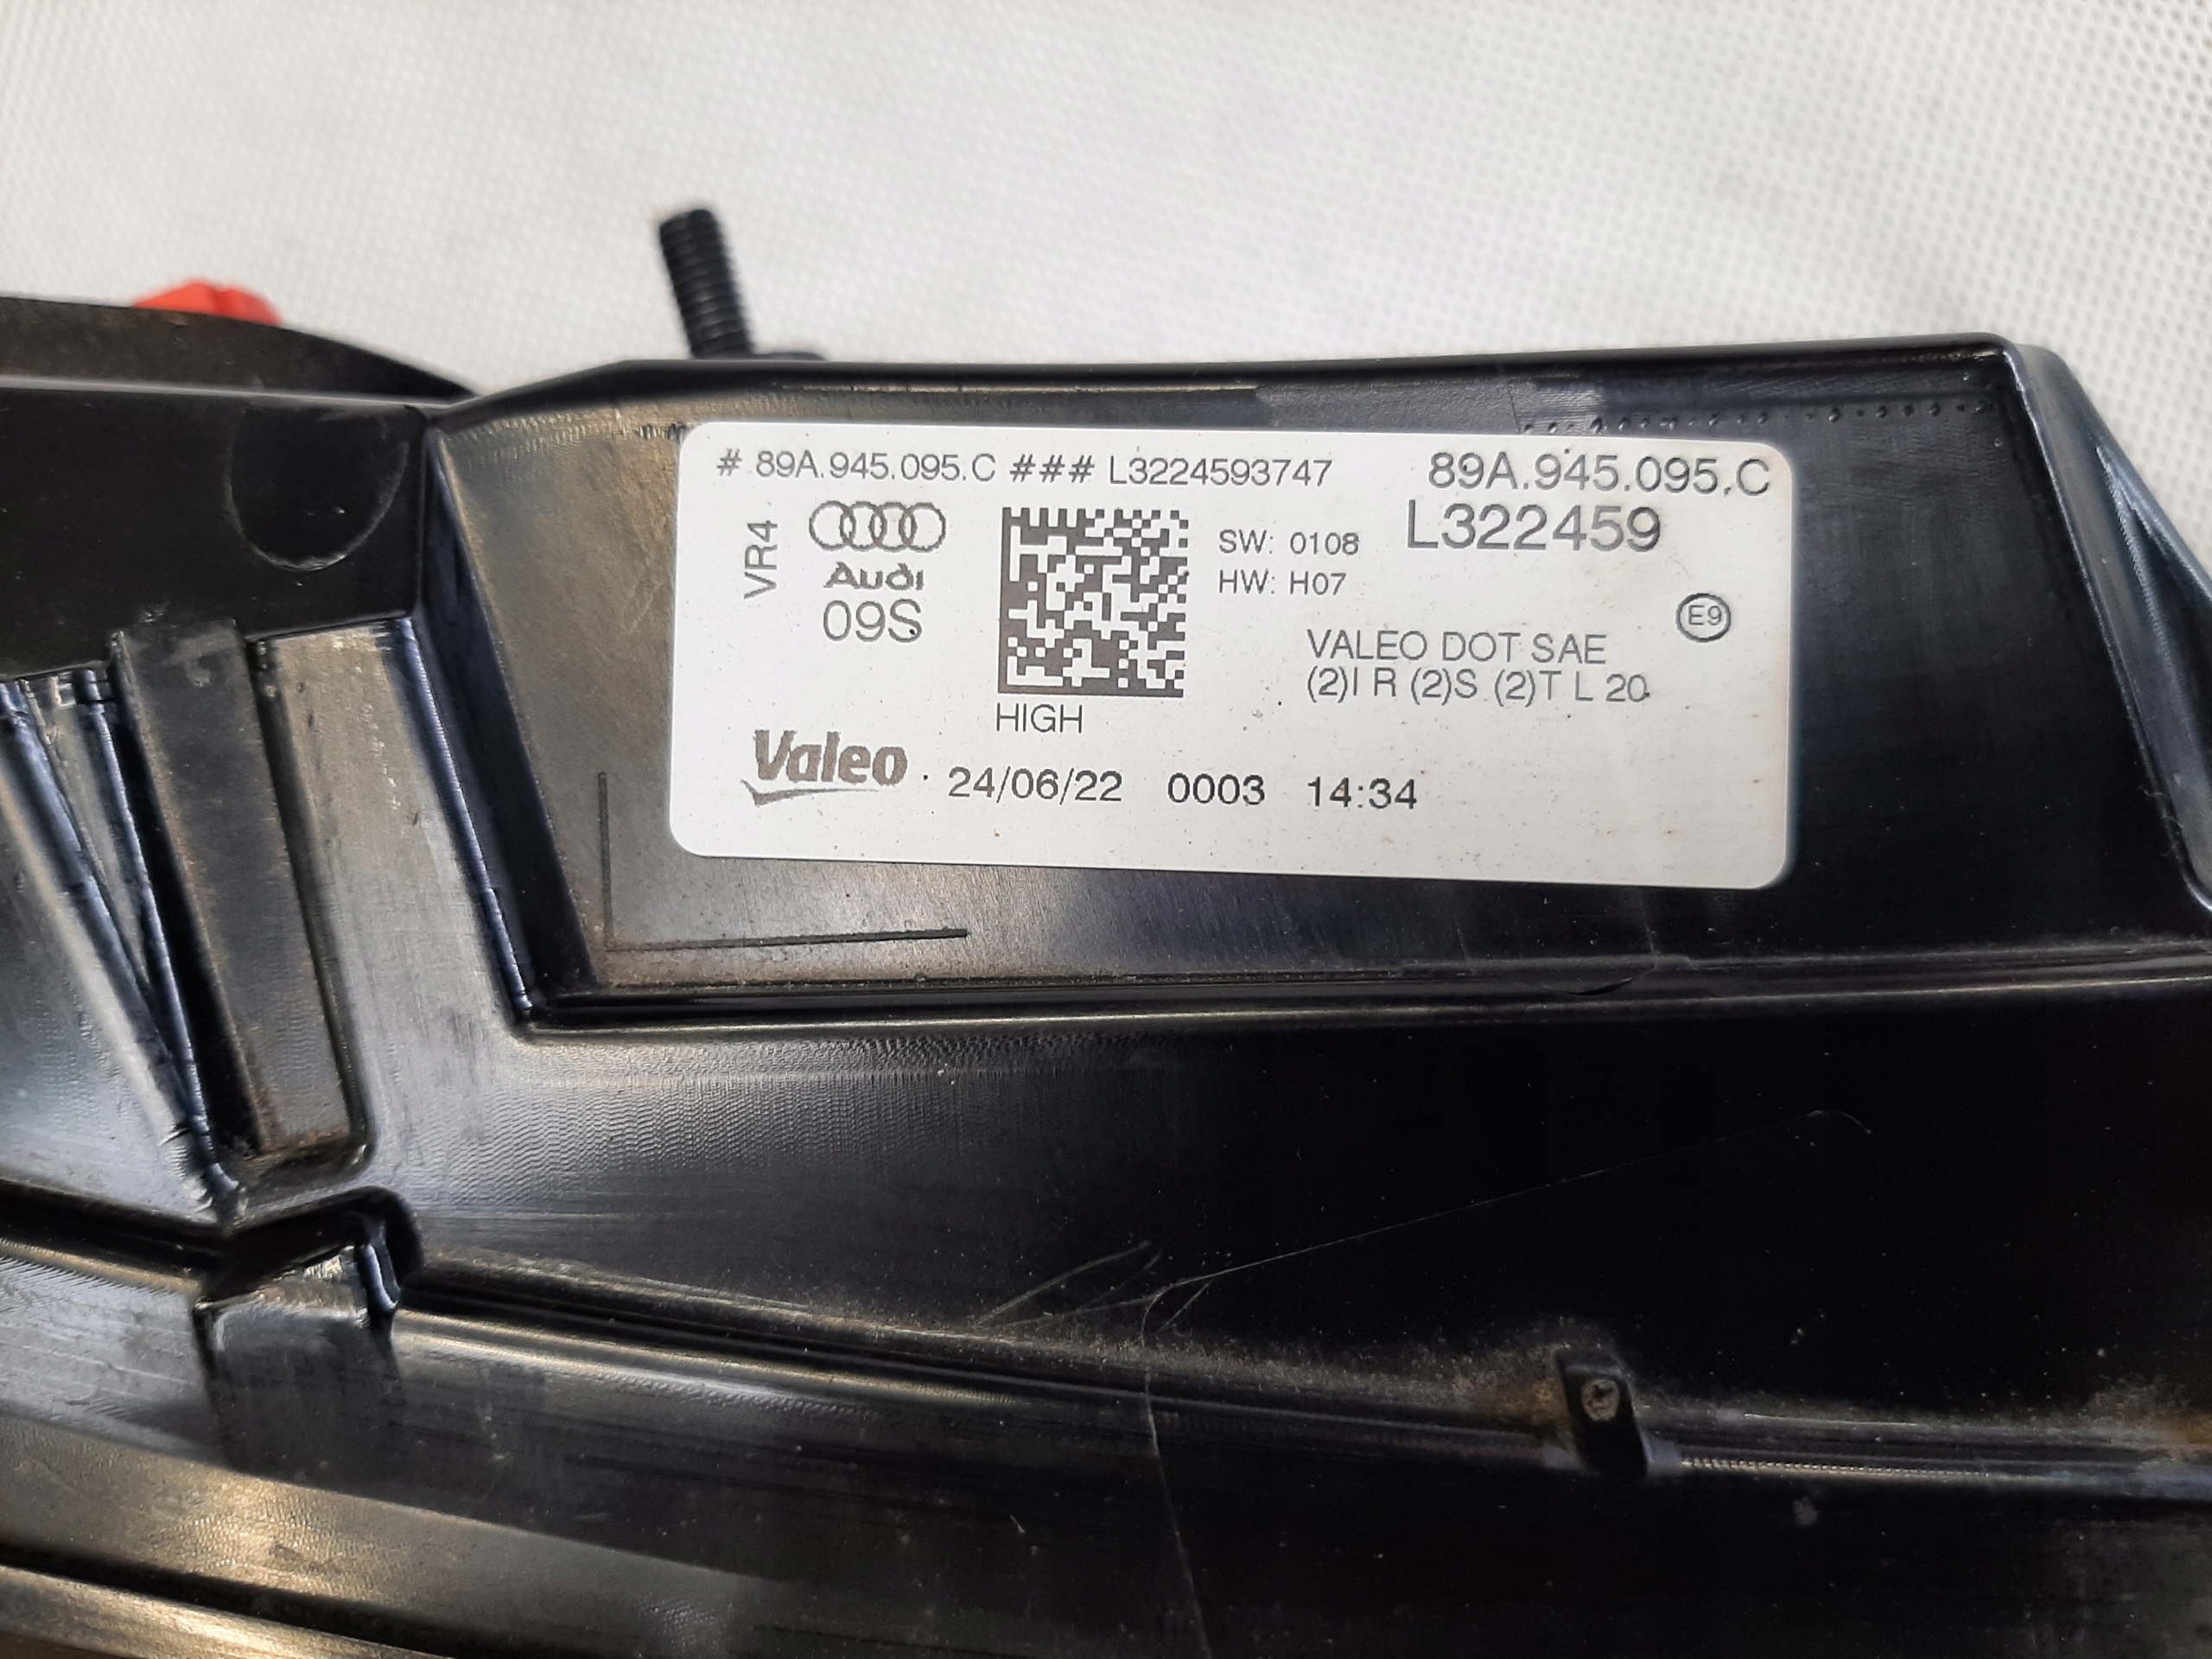 # 89A.945.095.C ### L3224593747
89A.945.095.C
L322459
VR4
Audi
09S
SW: 0108
HW: H07
E9
VALEO DOT SAE
(2)I R (2)S (2)T L 20
HIGH
Valeo
24/06/22 0003 14:34